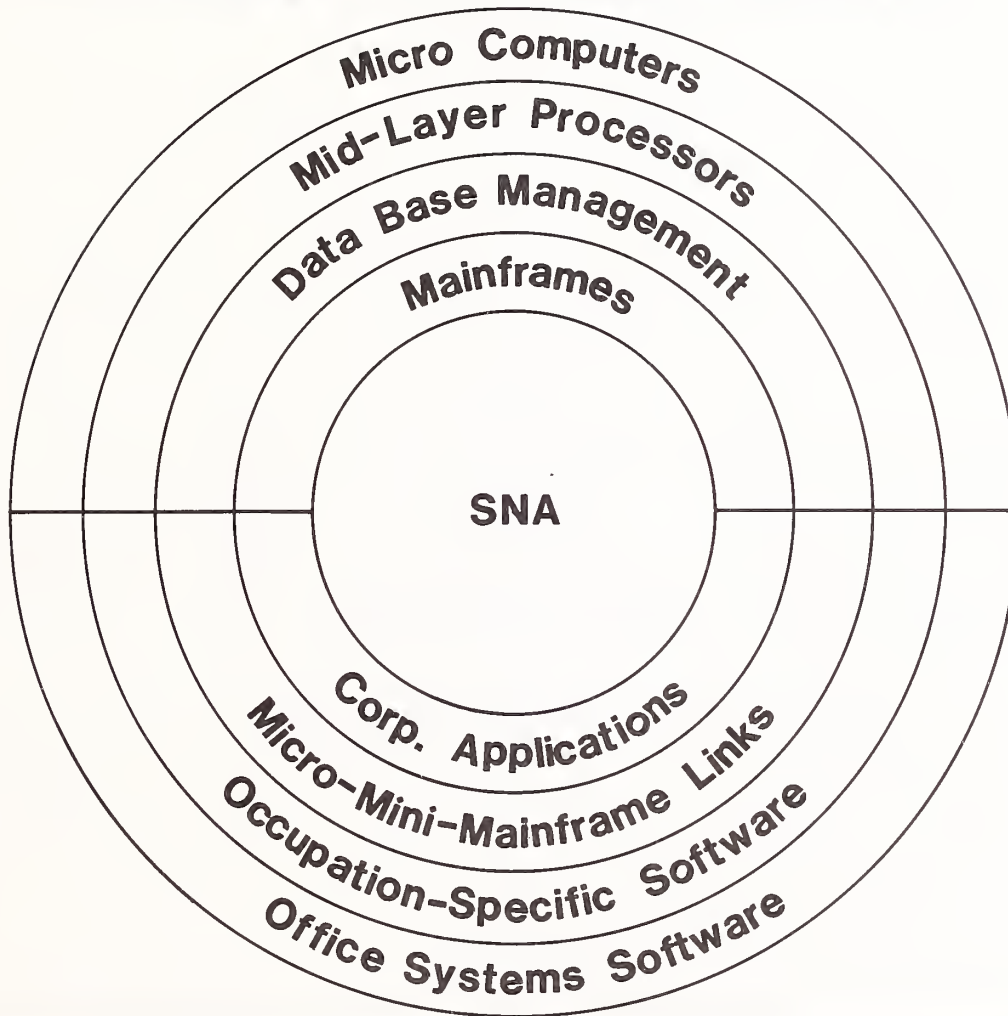 Micro Computers
Mid-Layer Processors
Data Base Management
Mainframes
SNA
Corp. Applications
Micro-Mini-Mainframe Links
Occupation-Specific Software
Office Systems Software